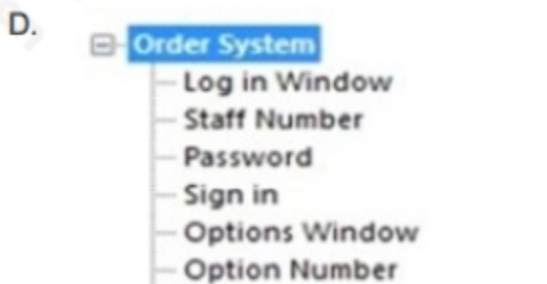 D.
Order System
Log in Window
Staff Number
Password
Sign in
Options Window
Option Number